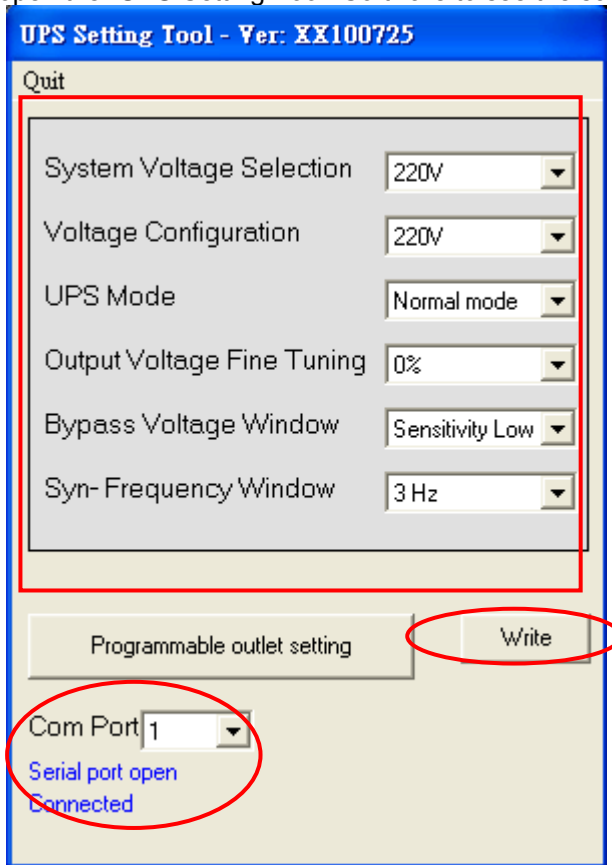 UPS Setting Tool - Ver: XX100725
Quit
System Voltage Selection 220V
Voltage Configuration 220V
UPS Mode Normal mode
Output Voltage Fine Tuning 0%
Bypass Voltage Window Sensitivity Low
Syn-Frequency Window 3 Hz
Programmable outlet setting Write
Com Port 1
Serial port open
Connected